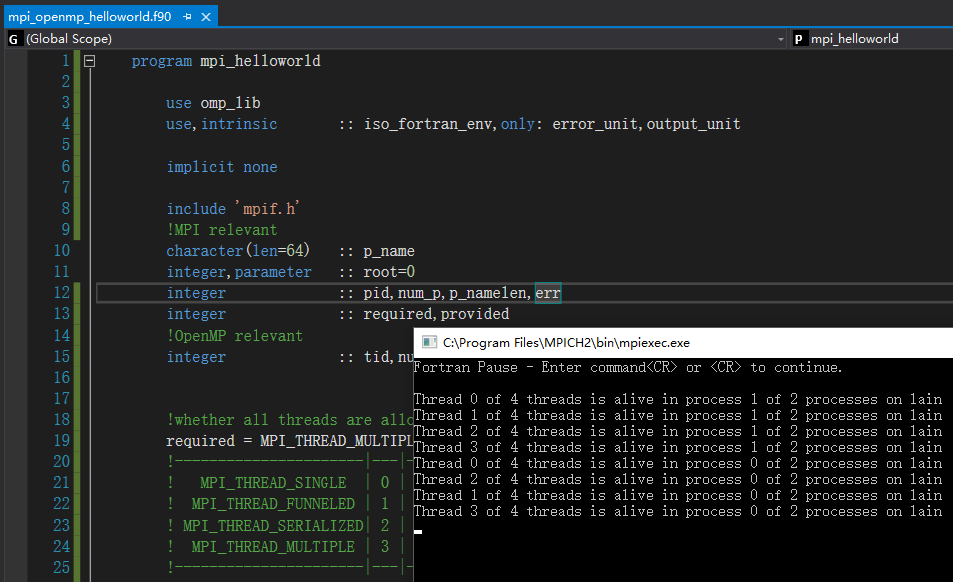 mpi_openmp_helloworld.f90
G (Global Scope)
P mpi_helloworld
1 program mpi_helloworld
2
3 use omp_lib
4 use,intrinsic :: iso_fortran_env,only: error_unit,output_unit
5
6 implicit none
7
8 include 'mpif.h'
9 !MPI relevant
10 character(len=64) :: p_name
11 integer,parameter :: root=0
12 integer :: pid,num_p,p_namelen,err
13 integer :: required,provided
14 !OpenMP relevant
15 integer :: tid,nu
16
17
18 !whether all threads are allo
19 required = MPI_THREAD_MULTIPL
20 !----------------------|---|-
21 ! MPI_THREAD_SINGLE | 0 |
22 ! MPI_THREAD_FUNNELED | 1 |
23 ! MPI_THREAD_SERIALIZED| 2 |
24 ! MPI_THREAD_MULTIPLE | 3 |
25 !----------------------|---|-
C:\Program Files\MPICH2\bin\mpiexec.exe
Fortran Pause - Enter command<CR> or <CR> to continue.
Thread 0 of 4 threads is alive in process 1 of 2 processes on lain
Thread 1 of 4 threads is alive in process 1 of 2 processes on lain
Thread 2 of 4 threads is alive in process 1 of 2 processes on lain
Thread 3 of 4 threads is alive in process 1 of 2 processes on lain
Thread 0 of 4 threads is alive in process 0 of 2 processes on lain
Thread 2 of 4 threads is alive in process 0 of 2 processes on lain
Thread 1 of 4 threads is alive in process 0 of 2 processes on lain
Thread 3 of 4 threads is alive in process 0 of 2 processes on lain